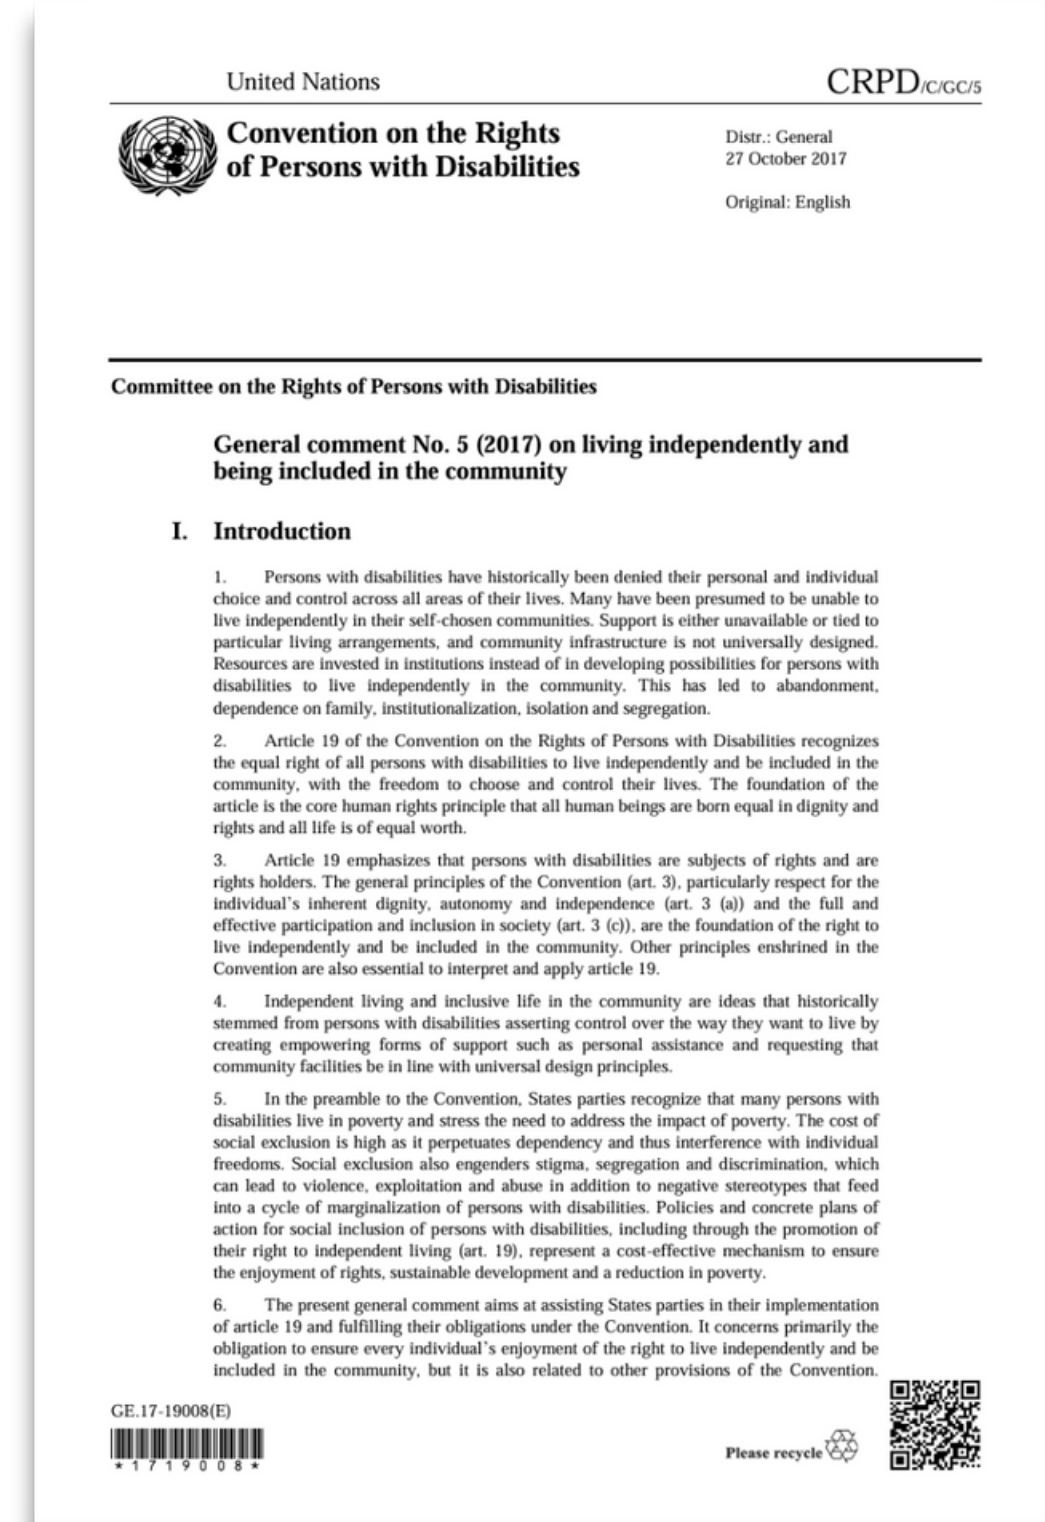 United Nations
CRPD/C/GC/5
Convention on the Rights
of Persons with Disabilities
Distr.: General
27 October 2017
Original: English
Committee on the Rights of Persons with Disabilities
General comment No. 5 (2017) on living independently and
being included in the community
I. Introduction
1. Persons with disabilities have historically been denied their personal and individual
choice and control across all areas of their lives. Many have been presumed to be unable to
live independently in their self-chosen communities. Support is either unavailable or tied to
particular living arrangements, and community infrastructure is not universally designed.
Resources are invested in institutions instead of in developing possibilities for persons with
disabilities to live independently in the community. This has led to abandonment,
dependence on family, institutionalization, isolation and segregation.
2. Article 19 of the Convention on the Rights of Persons with Disabilities recognizes
the equal right of all persons with disabilities to live independently and be included in the
community, with the freedom to choose and control their lives. The foundation of the
article is the core human rights principle that all human beings are born equal in dignity and
rights and all life is of equal worth.
3. Article 19 emphasizes that persons with disabilities are subjects of rights and are
rights holders. The general principles of the Convention (art. 3), particularly respect for the
individual's inherent dignity, autonomy and independence (art. 3 (a)) and the full and
effective participation and inclusion in society (art. 3 (c)), are the foundation of the right to
live independently and be included in the community. Other principles enshrined in the
Convention are also essential to interpret and apply article 19.
4. Independent living and inclusive life in the community are ideas that historically
stemmed from persons with disabilities asserting control over the way they want to live by
creating empowering forms of support such as personal assistance and requesting that
community facilities be in line with universal design principles.
5. In the preamble to the Convention, States parties recognize that many persons with
disabilities live in poverty and stress the need to address the impact of poverty. The cost of
social exclusion is high as it perpetuates dependency and thus interference with individual
freedoms. Social exclusion also engenders stigma, segregation and discrimination, which
can lead to violence, exploitation and abuse in addition to negative stereotypes that feed
into a cycle of marginalization of persons with disabilities. Policies and concrete plans of
action for social inclusion of persons with disabilities, including through the promotion of
their right to independent living (art. 19), represent a cost-effective mechanism to ensure
the enjoyment of rights, sustainable development and a reduction in poverty.
6. The present general comment aims at assisting States parties in their implementation
of article 19 and fulfilling their obligations under the Convention. It concerns primarily the
obligation to ensure every individual's enjoyment of the right to live independently and be
included in the community, but it is also related to other provisions of the Convention.
GE.17-19008(E)
*1719008*
Please recycle